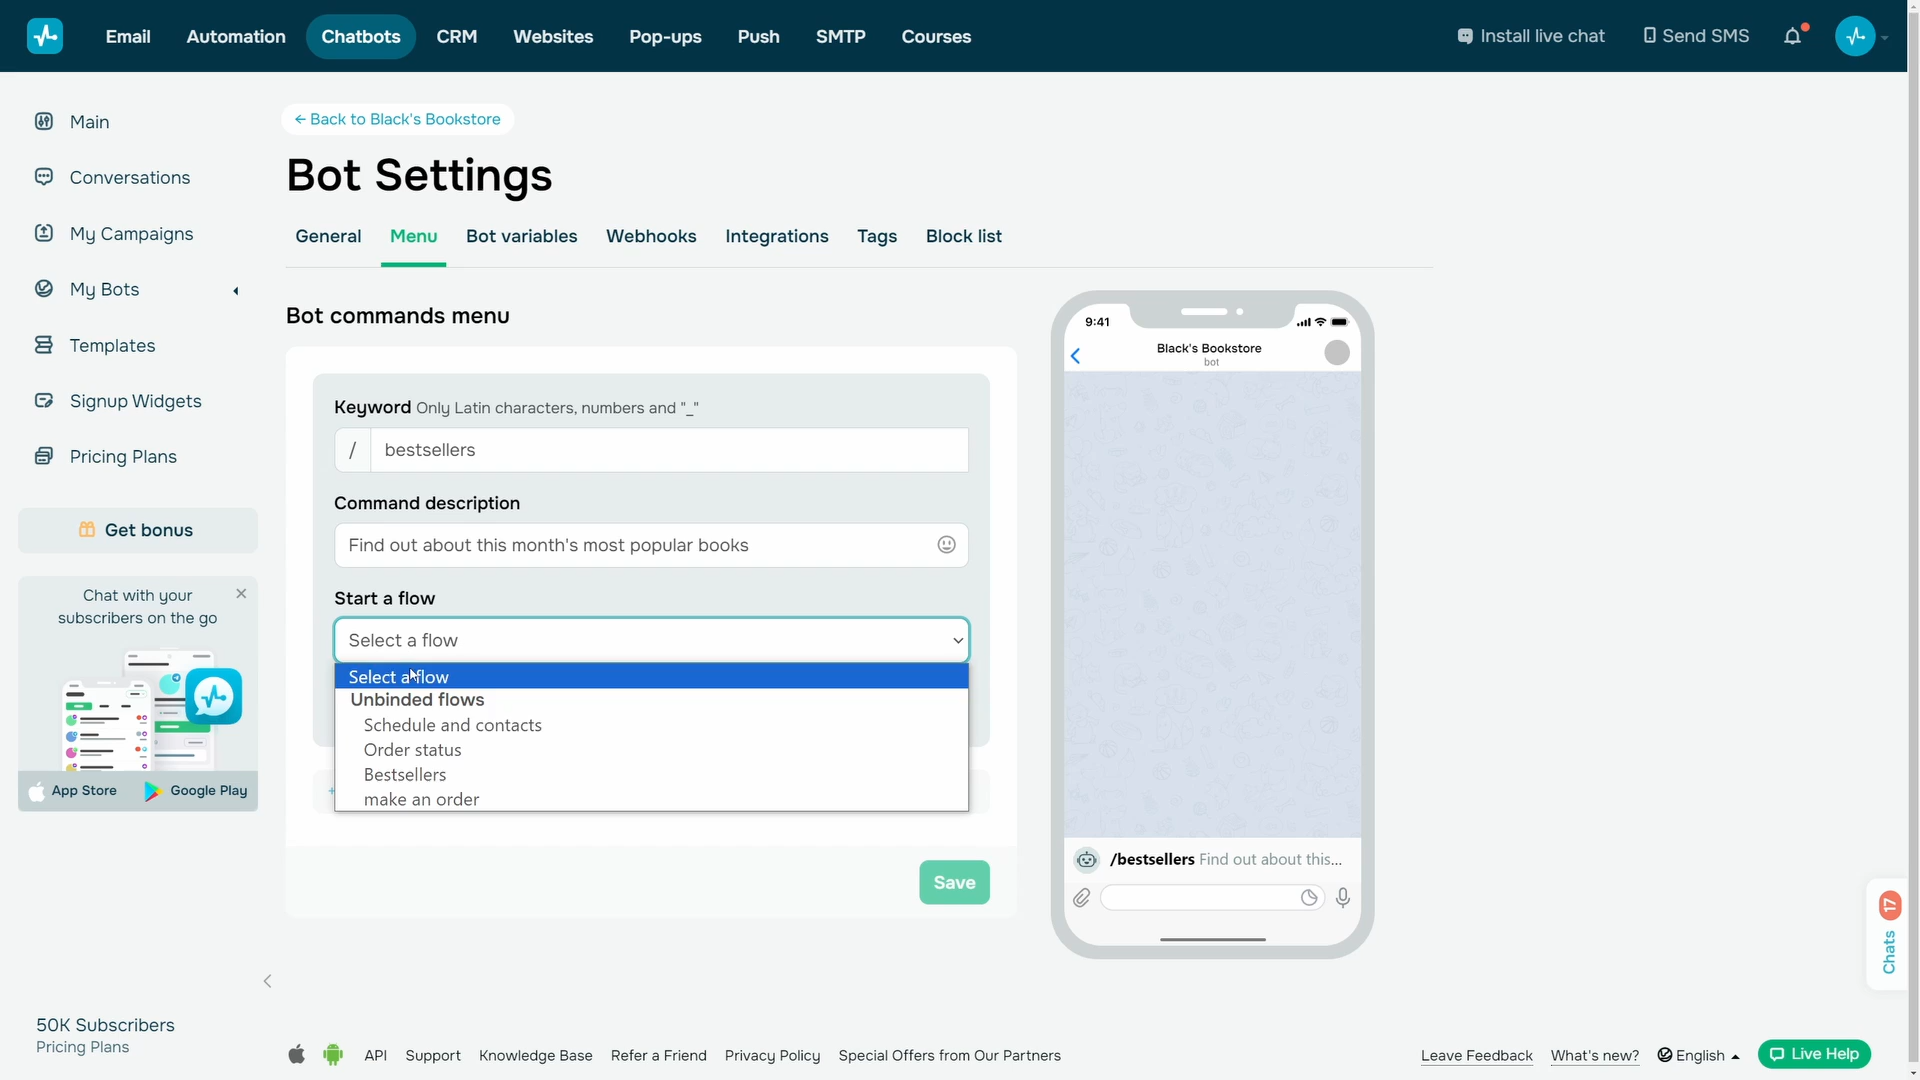 Email Automation Chatbots CRM Websites Pop-ups Push SMTP Courses Install live chat Send SMS
Main
Conversations
My Campaigns
My Bots
Templates
Signup Widgets
Pricing Plans
Get bonus
Chat with your
subscribers on the go
App Store Google Play
50K Subscribers
Pricing Plans
← Back to Black's Bookstore
Bot Settings
General Menu Bot variables Webhooks Integrations Tags Block list
Bot commands menu
Keyword Only Latin characters, numbers and "_"
/ bestsellers
Command description
Find out about this month's most popular books
Start a flow
Select a flow
Select a flow
Unbinded flows
Schedule and contacts
Order status
Bestsellers
make an order
+
Save
9:41
Black's Bookstore
bot
/bestsellers Find out about this...
17
Chats
API Support Knowledge Base Refer a Friend Privacy Policy Special Offers from Our Partners Leave Feedback What's new? English Live Help